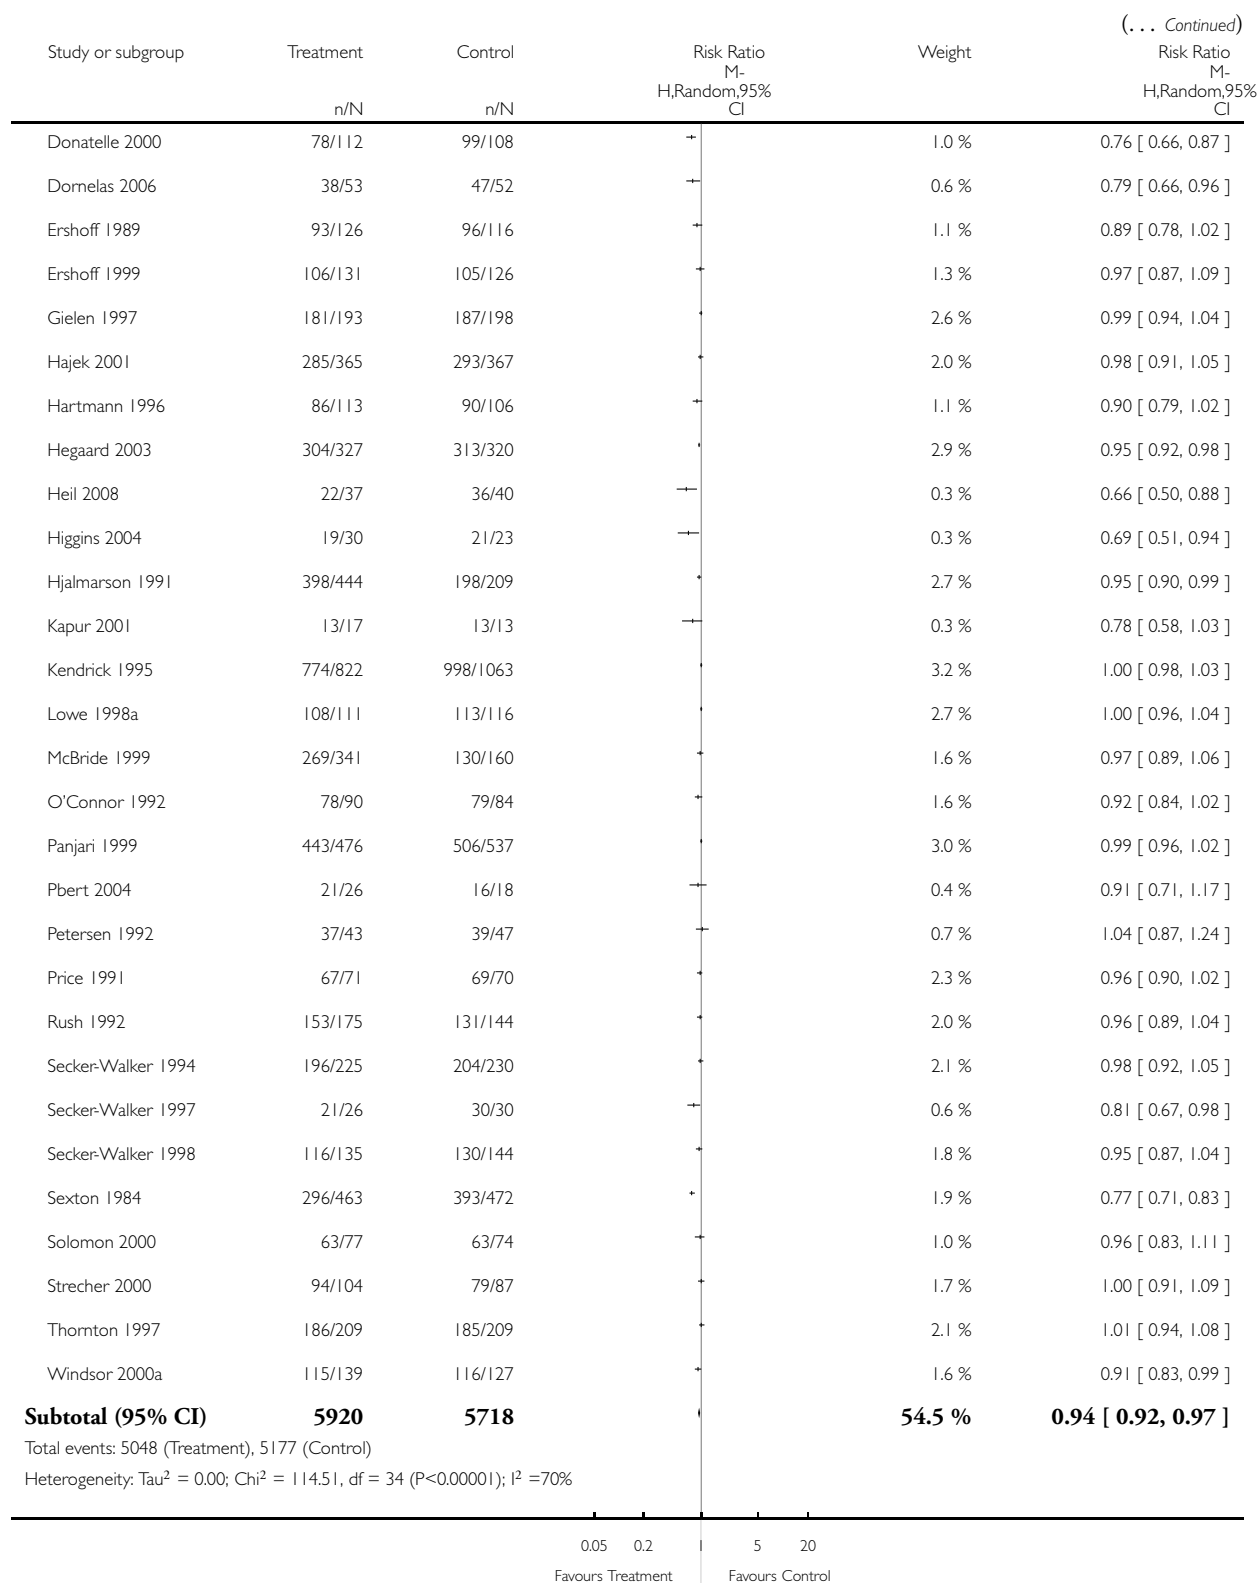 (... Continued)
Study or subgroup Treatment Control Risk Ratio Weight Risk Ratio
M- M-
H,Random,95% H,Random,95%
n/N n/N CI CI
Donatelle 2000 78/112 99/108 1.0 % 0.76 [ 0.66, 0.87 ]
Dornelas 2006 38/53 47/52 0.6 % 0.79 [ 0.66, 0.96 ]
Ershoff 1989 93/126 96/116 1.1 % 0.89 [ 0.78, 1.02 ]
Ershoff 1999 106/131 105/126 1.3 % 0.97 [ 0.87, 1.09 ]
Gielen 1997 181/193 187/198 2.6 % 0.99 [ 0.94, 1.04 ]
Hajek 2001 285/365 293/367 2.0 % 0.98 [ 0.91, 1.05 ]
Hartmann 1996 86/113 90/106 1.1 % 0.90 [ 0.79, 1.02 ]
Hegaard 2003 304/327 313/320 2.9 % 0.95 [ 0.92, 0.98 ]
Heil 2008 22/37 36/40 0.3 % 0.66 [ 0.50, 0.88 ]
Higgins 2004 19/30 21/23 0.3 % 0.69 [ 0.51, 0.94 ]
Hjalmarson 1991 398/444 198/209 2.7 % 0.95 [ 0.90, 0.99 ]
Kapur 2001 13/17 13/13 0.3 % 0.78 [ 0.58, 1.03 ]
Kendrick 1995 774/822 998/1063 3.2 % 1.00 [ 0.98, 1.03 ]
Lowe 1998a 108/111 113/116 2.7 % 1.00 [ 0.96, 1.04 ]
McBride 1999 269/341 130/160 1.6 % 0.97 [ 0.89, 1.06 ]
O'Connor 1992 78/90 79/84 1.6 % 0.92 [ 0.84, 1.02 ]
Panjari 1999 443/476 506/537 3.0 % 0.99 [ 0.96, 1.02 ]
Pbert 2004 21/26 16/18 0.4 % 0.91 [ 0.71, 1.17 ]
Petersen 1992 37/43 39/47 0.7 % 1.04 [ 0.87, 1.24 ]
Price 1991 67/71 69/70 2.3 % 0.96 [ 0.90, 1.02 ]
Rush 1992 153/175 131/144 2.0 % 0.96 [ 0.89, 1.04 ]
Secker-Walker 1994 196/225 204/230 2.1 % 0.98 [ 0.92, 1.05 ]
Secker-Walker 1997 21/26 30/30 0.6 % 0.81 [ 0.67, 0.98 ]
Secker-Walker 1998 116/135 130/144 1.8 % 0.95 [ 0.87, 1.04 ]
Sexton 1984 296/463 393/472 1.9 % 0.77 [ 0.71, 0.83 ]
Solomon 2000 63/77 63/74 1.0 % 0.96 [ 0.83, 1.11 ]
Strecher 2000 94/104 79/87 1.7 % 1.00 [ 0.91, 1.09 ]
Thornton 1997 186/209 185/209 2.1 % 1.01 [ 0.94, 1.08 ]
Windsor 2000a 115/139 116/127 1.6 % 0.91 [ 0.83, 0.99 ]
Subtotal (95% CI) 5920 5718 54.5 % 0.94 [ 0.92, 0.97 ]
Total events: 5048 (Treatment), 5177 (Control)
Heterogeneity: Tau² = 0.00; Chi² = 114.51, df = 34 (P<0.00001); I² =70%
0.05 0.2 1 5 20
Favours Treatment Favours Control